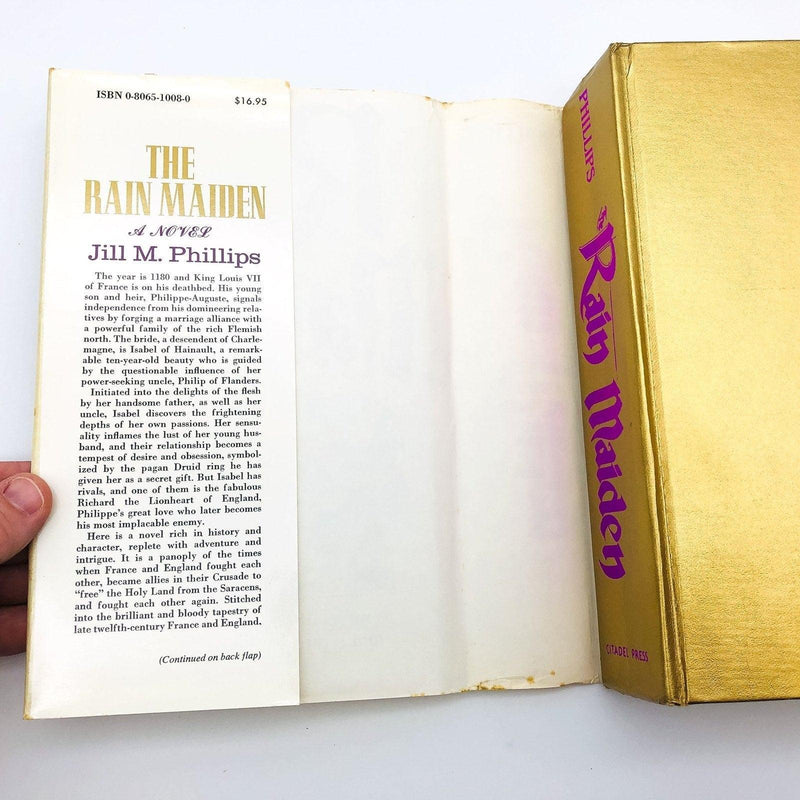 ISBN 0-8065-1008-0
$16.95
THE
RAIN MAIDEN
A NOVEL
Jill M. Phillips
The year is 1180 and King Louis VII
of France is on his deathbed. His young
son and heir, Philippe-Auguste, signals
independence from his domineering rela-
tives by forging a marriage alliance with
a powerful family of the rich Flemish
north. The bride, a descendent of Charle-
magne, is Isabel of Hainault, a remark-
able ten-year-old beauty who is guided
by the questionable influence of her
power-seeking uncle, Philip of Flanders.
Initiated into the delights of the flesh
by her handsome father, as well as her
uncle, Isabel discovers the frightening
depths of her own passions. Her sensu-
ality inflames the lust of her young hus-
band, and their relationship becomes a
tempest of desire and obsession, symbol-
ized by the pagan Druid ring he has
given her as a secret gift. But Isabel has
rivals, and one of them is the fabulous
Richard the Lionheart of England,
Philippe's great love who later becomes
his most implacable enemy.
Here is a novel rich in history and
character, replete with adventure and
intrigue. It is a panoply of the times
when France and England fought each
other, became allies in their Crusade to
“free” the Holy Land from the Saracens,
and fought each other again. Stitched
into the brilliant and bloody tapestry of
late twelfth-century France and England,
(Continued on back flap)
PHILLIPS
The Rain Maiden
CITADEL PRESS